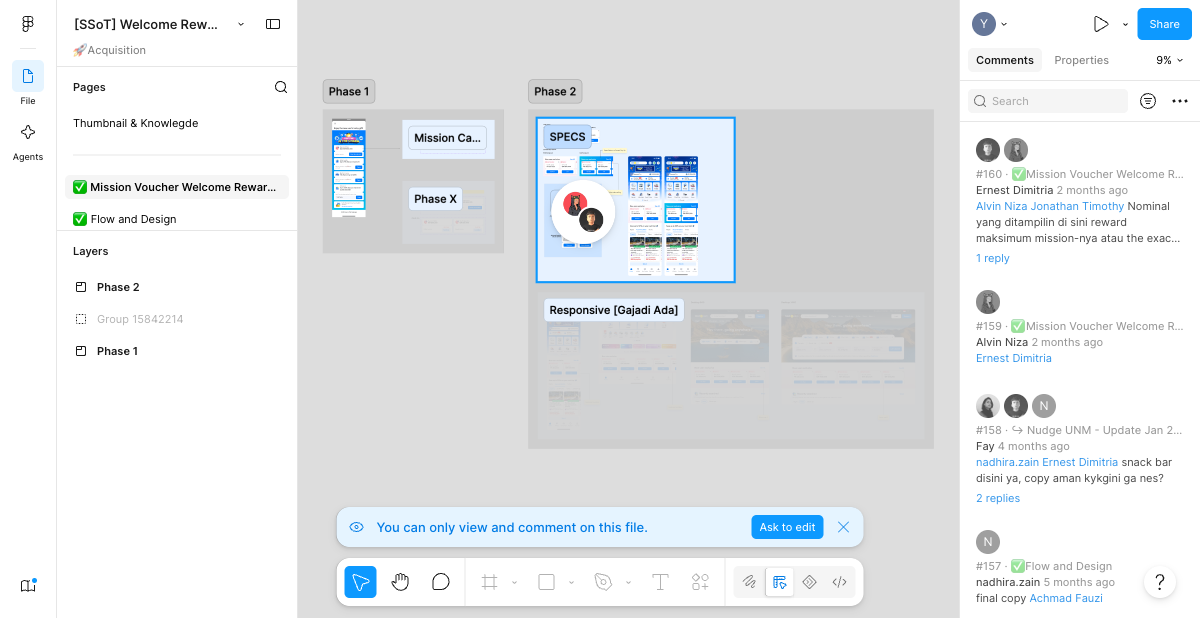 [SSoT] Welcome Rew...
🚀Acquisition
File
Agents
Pages
Thumbnail & Knowlegde
✅ Mission Voucher Welcome Rewar...
✅ Flow and Design
Layers
Phase 2
Group 15842214
Phase 1
Phase 1
Mission Ca...
Phase X
Phase 2
SPECS
Responsive [Gajadi Ada]
You can only view and comment on this file.
Ask to edit
Y
Share
Comments
Properties
9%
Search
#160 · ✅Mission Voucher Welcome R...
Ernest Dimitria 2 months ago
Alvin Niza Jonathan Timothy Nominal
yang ditampilin di sini reward
maksimum mission-nya atau the exac...
1 reply
#159 · ✅Mission Voucher Welcome R...
Alvin Niza 2 months ago
Ernest Dimitria
N
#158 · ↪ Nudge UNM - Update Jan 2...
Fay 4 months ago
nadhira.zain Ernest Dimitria snack bar
disini ya, copy aman kykgini ga nes?
2 replies
N
#157 · ✅Flow and Design
nadhira.zain 5 months ago
final copy Achmad Fauzi
?